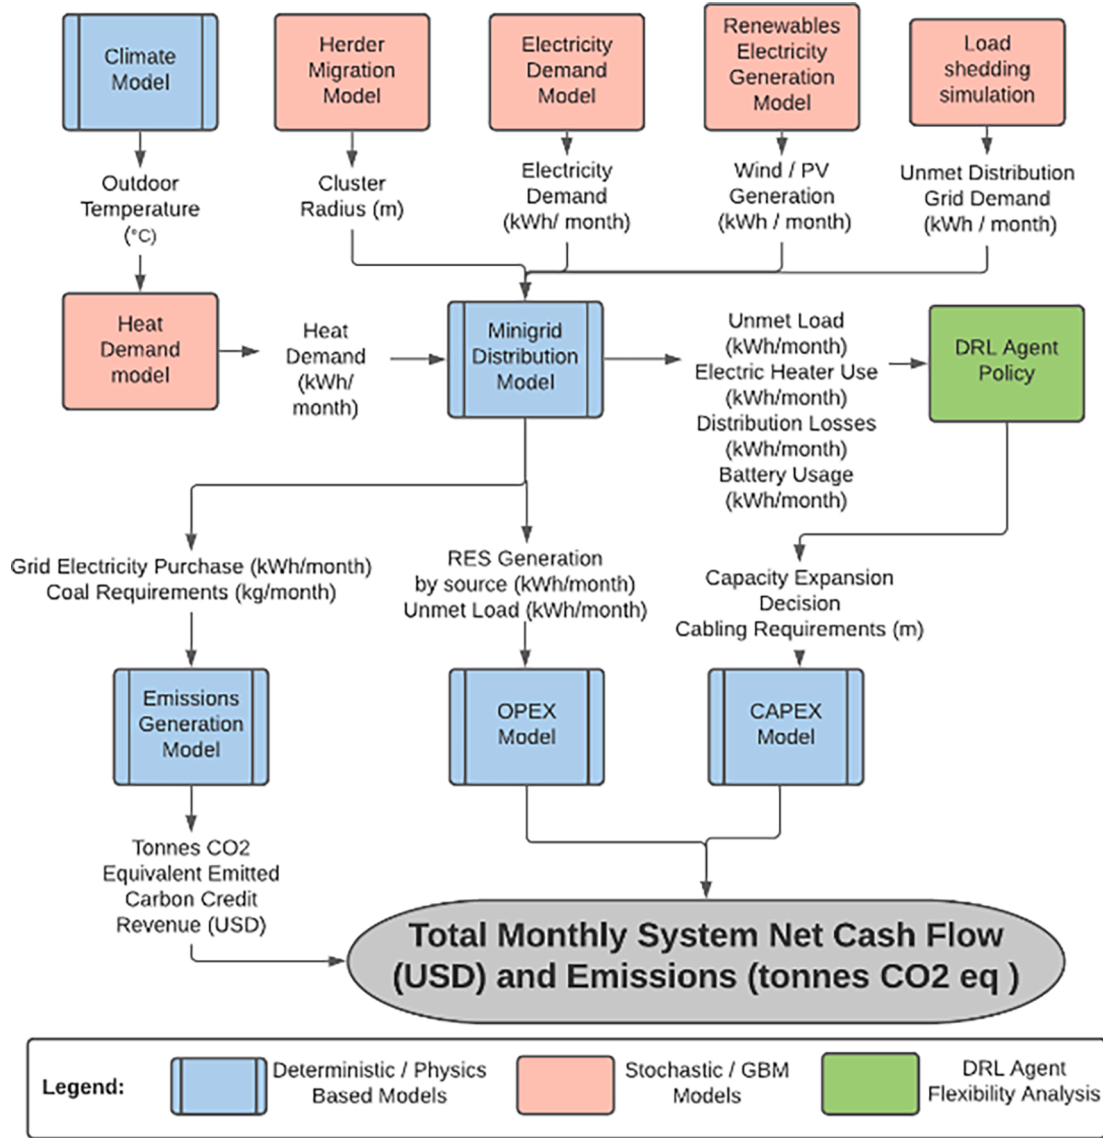 Climate
Model
Herder
Migration
Model
Electricity
Demand
Model
Renewables
Electricity
Generation
Model
Load
shedding
simulation
Outdoor
Temperature
(°C)
Cluster
Radius (m)
Electricity
Demand
(kWh/ month)
Wind / PV
Generation
(kWh / month)
Unmet Distribution
Grid Demand
(kWh / month)
Heat
Demand
model
Heat
Demand
(kWh/
month)
Minigrid
Distribution
Model
Unmet Load
(kWh/month)
Electric Heater Use
(kWh/month)
Distribution Losses
(kWh/month)
Battery Usage
(kWh/month)
DRL Agent
Policy
Grid Electricity Purchase (kWh/month)
Coal Requirements (kg/month)
RES Generation
by source (kWh/month)
Unmet Load (kWh/month)
Capacity Expansion
Decision
Cabling Requirements (m)
Emissions
Generation
Model
OPEX
Model
CAPEX
Model
Tonnes CO2
Equivalent Emitted
Carbon Credit
Revenue (USD)
Total Monthly System Net Cash Flow
(USD) and Emissions (tonnes CO2 eq )
Legend:
Deterministic / Physics
Based Models
Stochastic / GBM
Models
DRL Agent
Flexibility Analysis